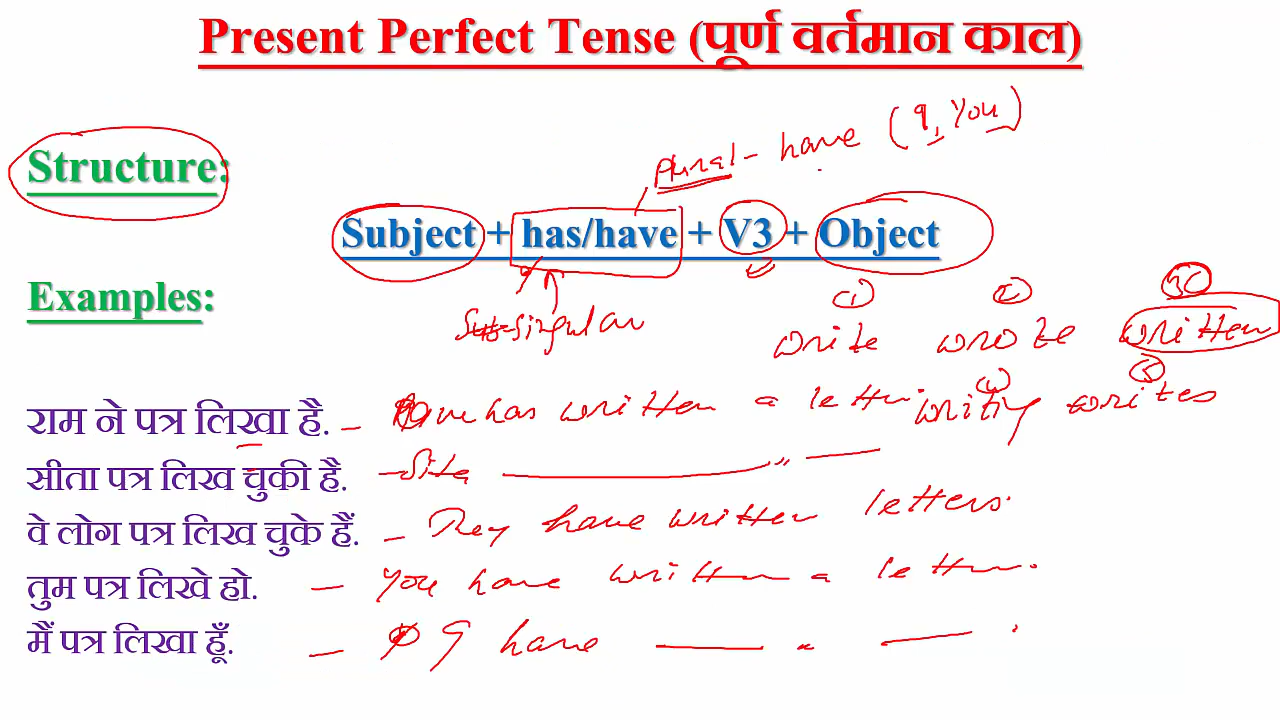 Present Perfect Tense (पूर्ण वर्तमान काल)
Plural - have (I, You)
Structure:
Subject + has/have + V3 + Object
Singular
Examples:
① ② ③
write wrote written
④ ⑤
writing writes
राम ने पत्र लिखा है. - Ram has written a letter.
सीता पत्र लिख चुकी है. - Sita ———— " ——
वे लोग पत्र लिख चुके हैं. - They have written letters.
तुम पत्र लिखे हो. - You have written a letter.
मैं पत्र लिखा हूँ. - I have —— " —— .